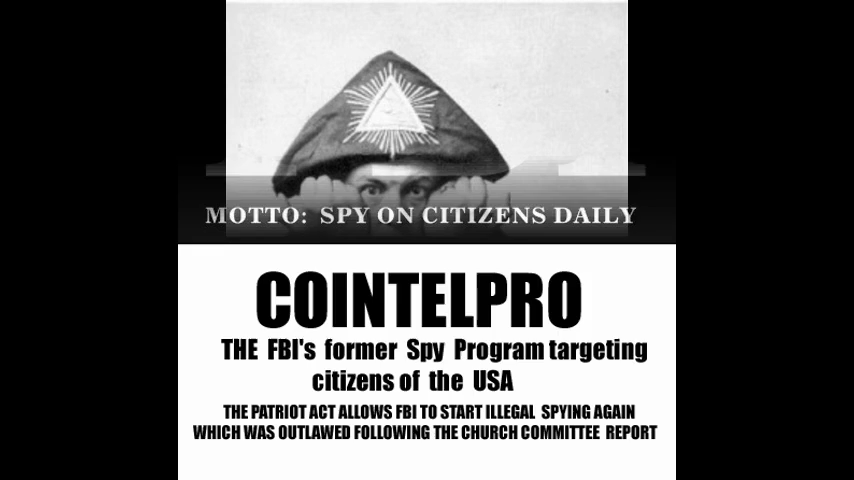 MOTTO: SPY ON CITIZENS DAILY
COINTELPRO
THE FBI's former Spy Program targeting
citizens of the USA
THE PATRIOT ACT ALLOWS FBI TO START ILLEGAL SPYING AGAIN
WHICH WAS OUTLAWED FOLLOWING THE CHURCH COMMITTEE REPORT